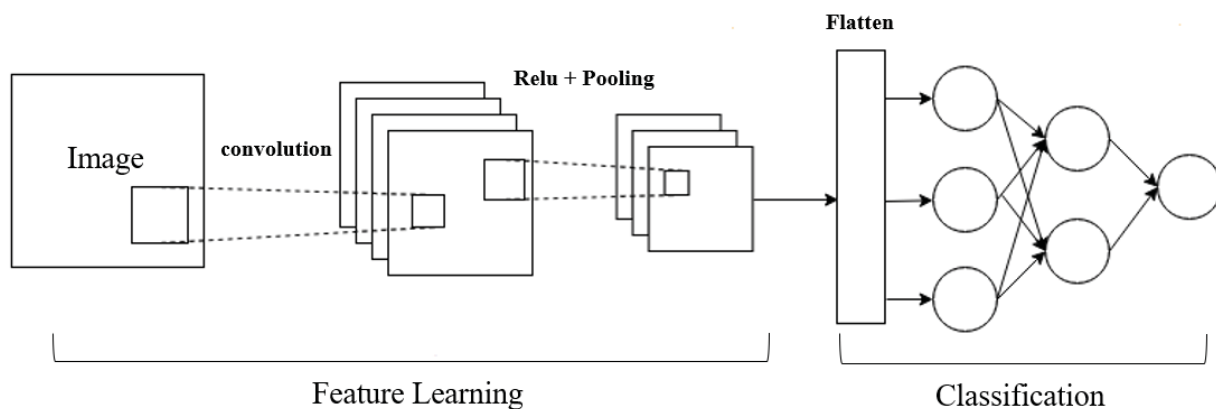 Flatten
Relu + Pooling
convolution
Image
Feature Learning
Classification